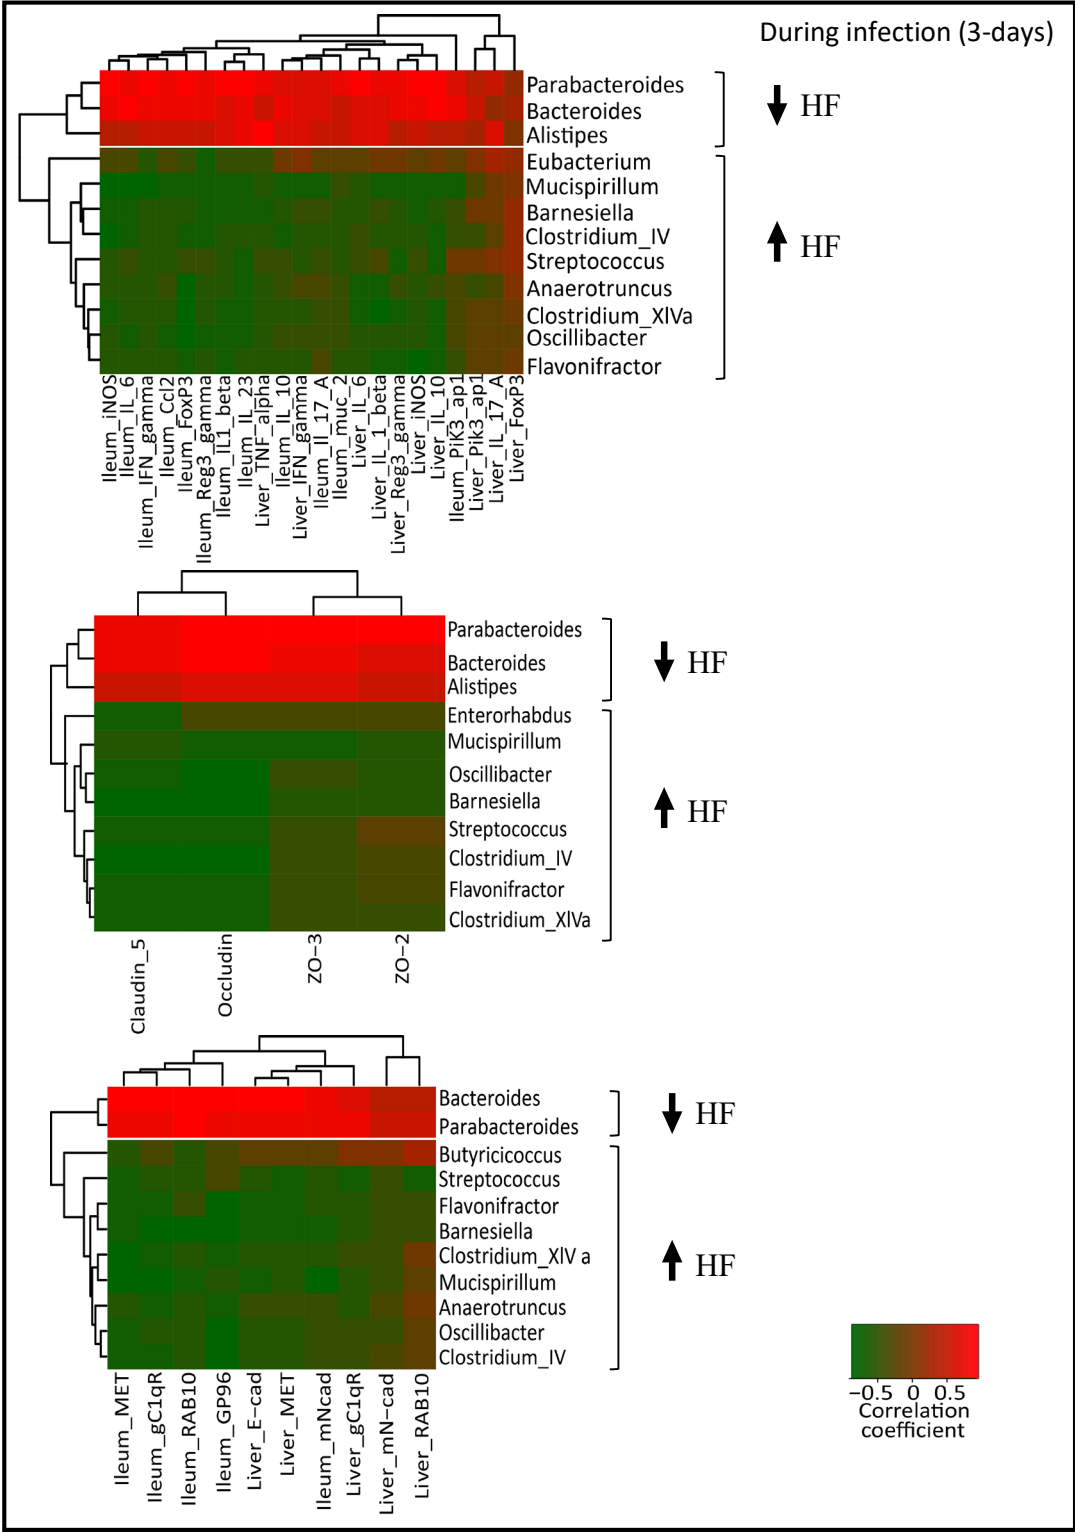 During infection (3-days)
Parabacteroides
Bacteroides
Alistipes
HF
Eubacterium
Mucispirillum
Barnesiella
Clostridium_IV
Streptococcus
Anaerotruncus
Clostridium_XlVa
Oscillibacter
Flavonifractor
HF
Ileum_iNOS
Ileum_IL_6
Ileum_IFN_gamma
Ileum_Ccl2
Ileum_FoxP3
Ileum_Reg3_gamma
Ileum_IL1_beta
Ileum_IL_23
Liver_TNF_alpha
Ileum_IL_10
Liver_IFN_gamma
Ileum_Il_17_A
Ileum_muc_2
Liver_IL_6
Liver_IL_1_beta
Liver_Reg3_gamma
Liver_iNOS
Liver_IL_10
Ileum_PiK3_ap1
Liver_Pik3_ap1
Liver_IL_17_A
Liver_FoxP3
Parabacteroides
Bacteroides
Alistipes
HF
Enterorhabdus
Mucispirillum
Oscillibacter
Barnesiella
Streptococcus
Clostridium_IV
Flavonifractor
Clostridium_XlVa
HF
Claudin_5
Occludin
ZO−3
ZO−2
Bacteroides
Parabacteroides
HF
Butyricicoccus
Streptococcus
Flavonifractor
Barnesiella
Clostridium_XlV a
Mucispirillum
Anaerotruncus
Oscillibacter
Clostridium_IV
HF
Ileum_MET
Ileum_gC1qR
Ileum_RAB10
Ileum_GP96
Liver_E−cad
Liver_MET
Ileum_mNcad
Liver_gC1qR
Liver_mN−cad
Liver_RAB10
−0.5 0 0.5
Correlation
coefficient